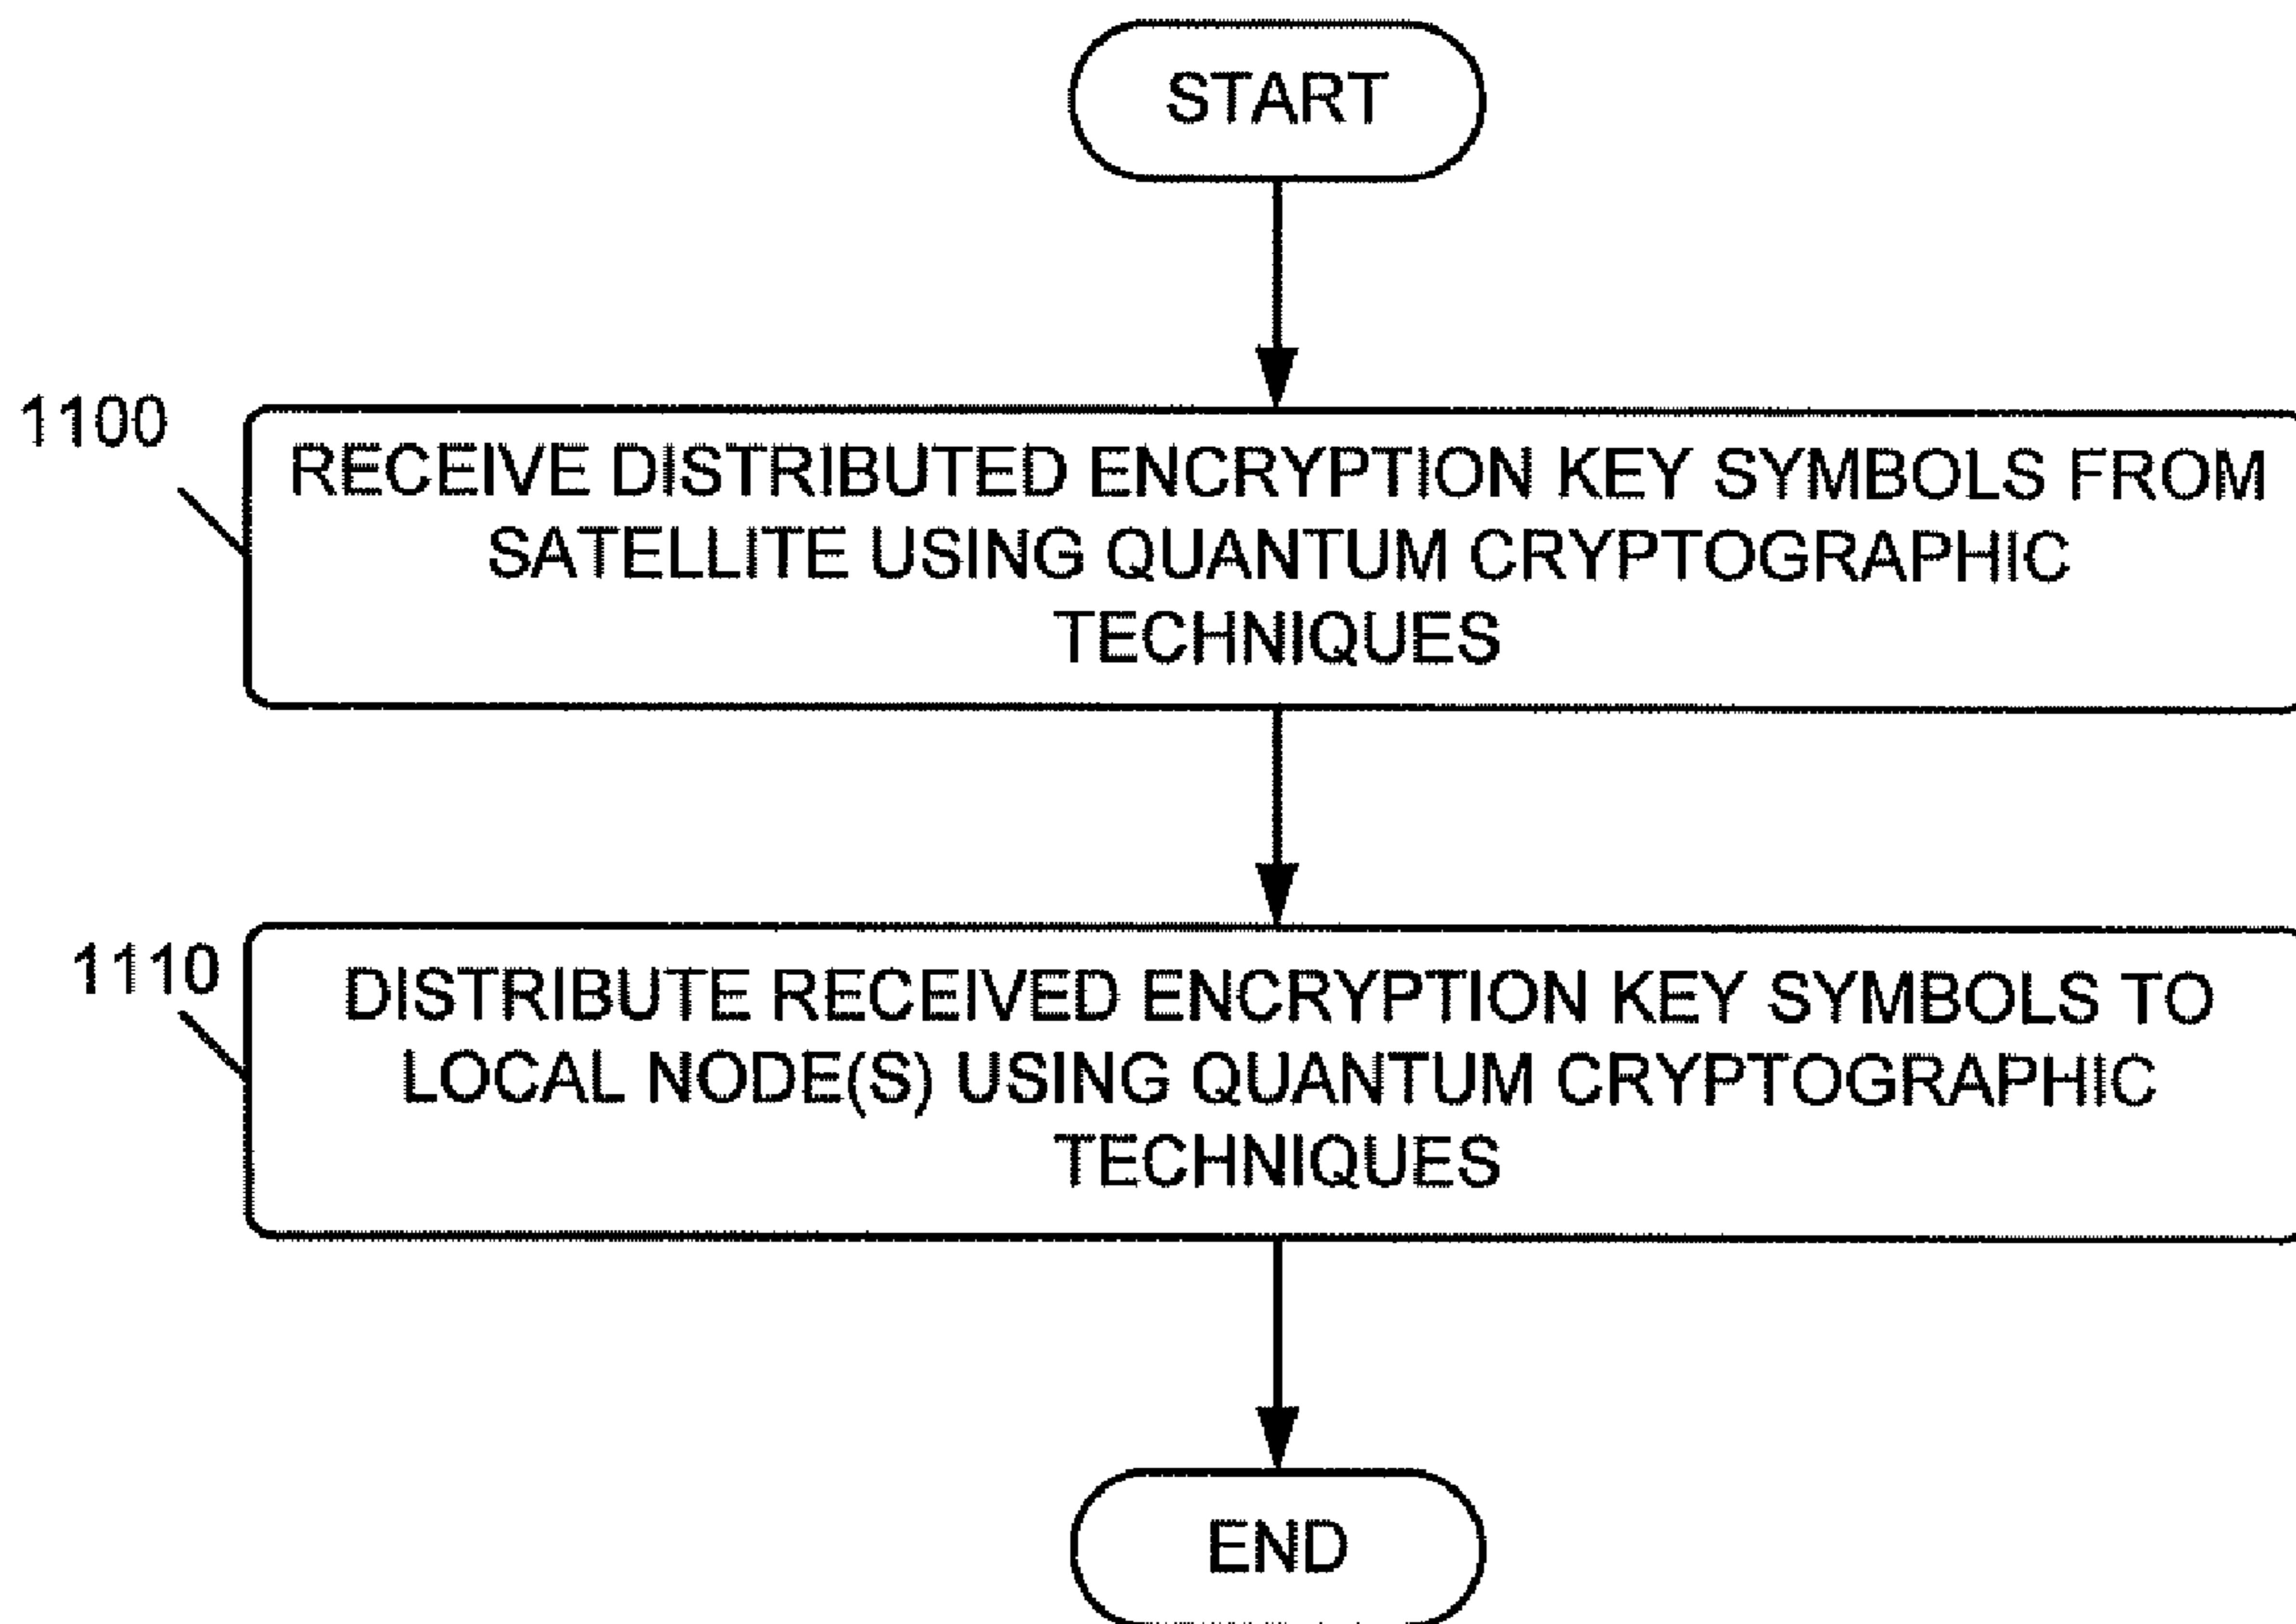 START
1100
RECEIVE DISTRIBUTED ENCRYPTION KEY SYMBOLS FROM
SATELLITE USING QUANTUM CRYPTOGRAPHIC
TECHNIQUES
1110
DISTRIBUTE RECEIVED ENCRYPTION KEY SYMBOLS TO
LOCAL NODE(S) USING QUANTUM CRYPTOGRAPHIC
TECHNIQUES
END